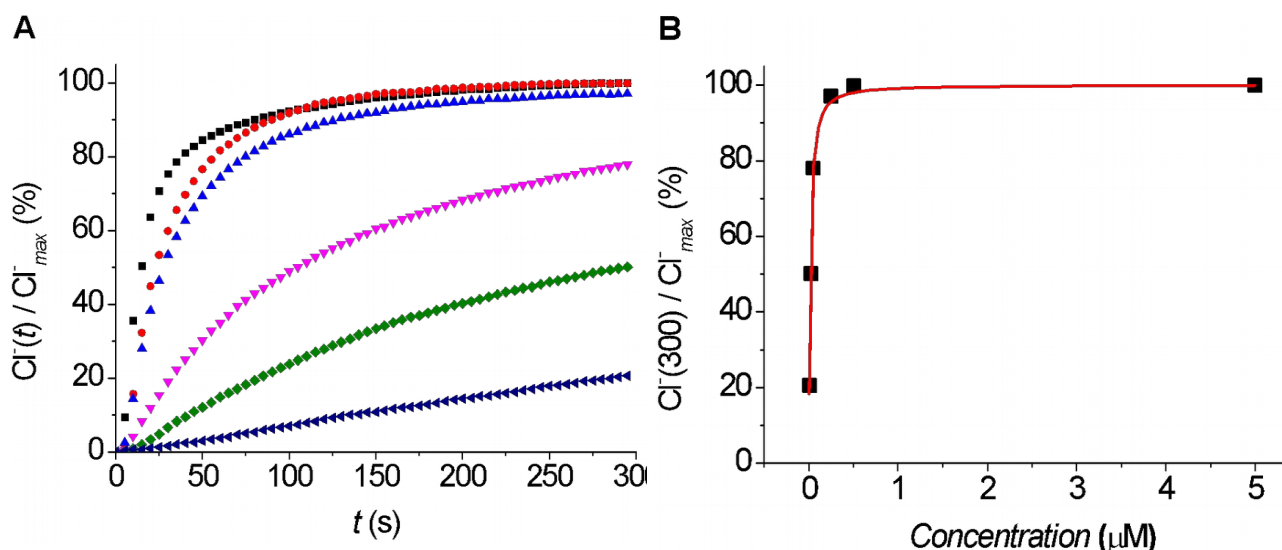 A
Cl⁻(t) / Cl⁻max (%)
100
80
60
40
20
0
0 50 100 150 200 250 30
t (s)
B
Cl⁻(300) / Cl⁻max (%)
100
80
60
40
20
0
0 1 2 3 4 5
Concentration (μM)